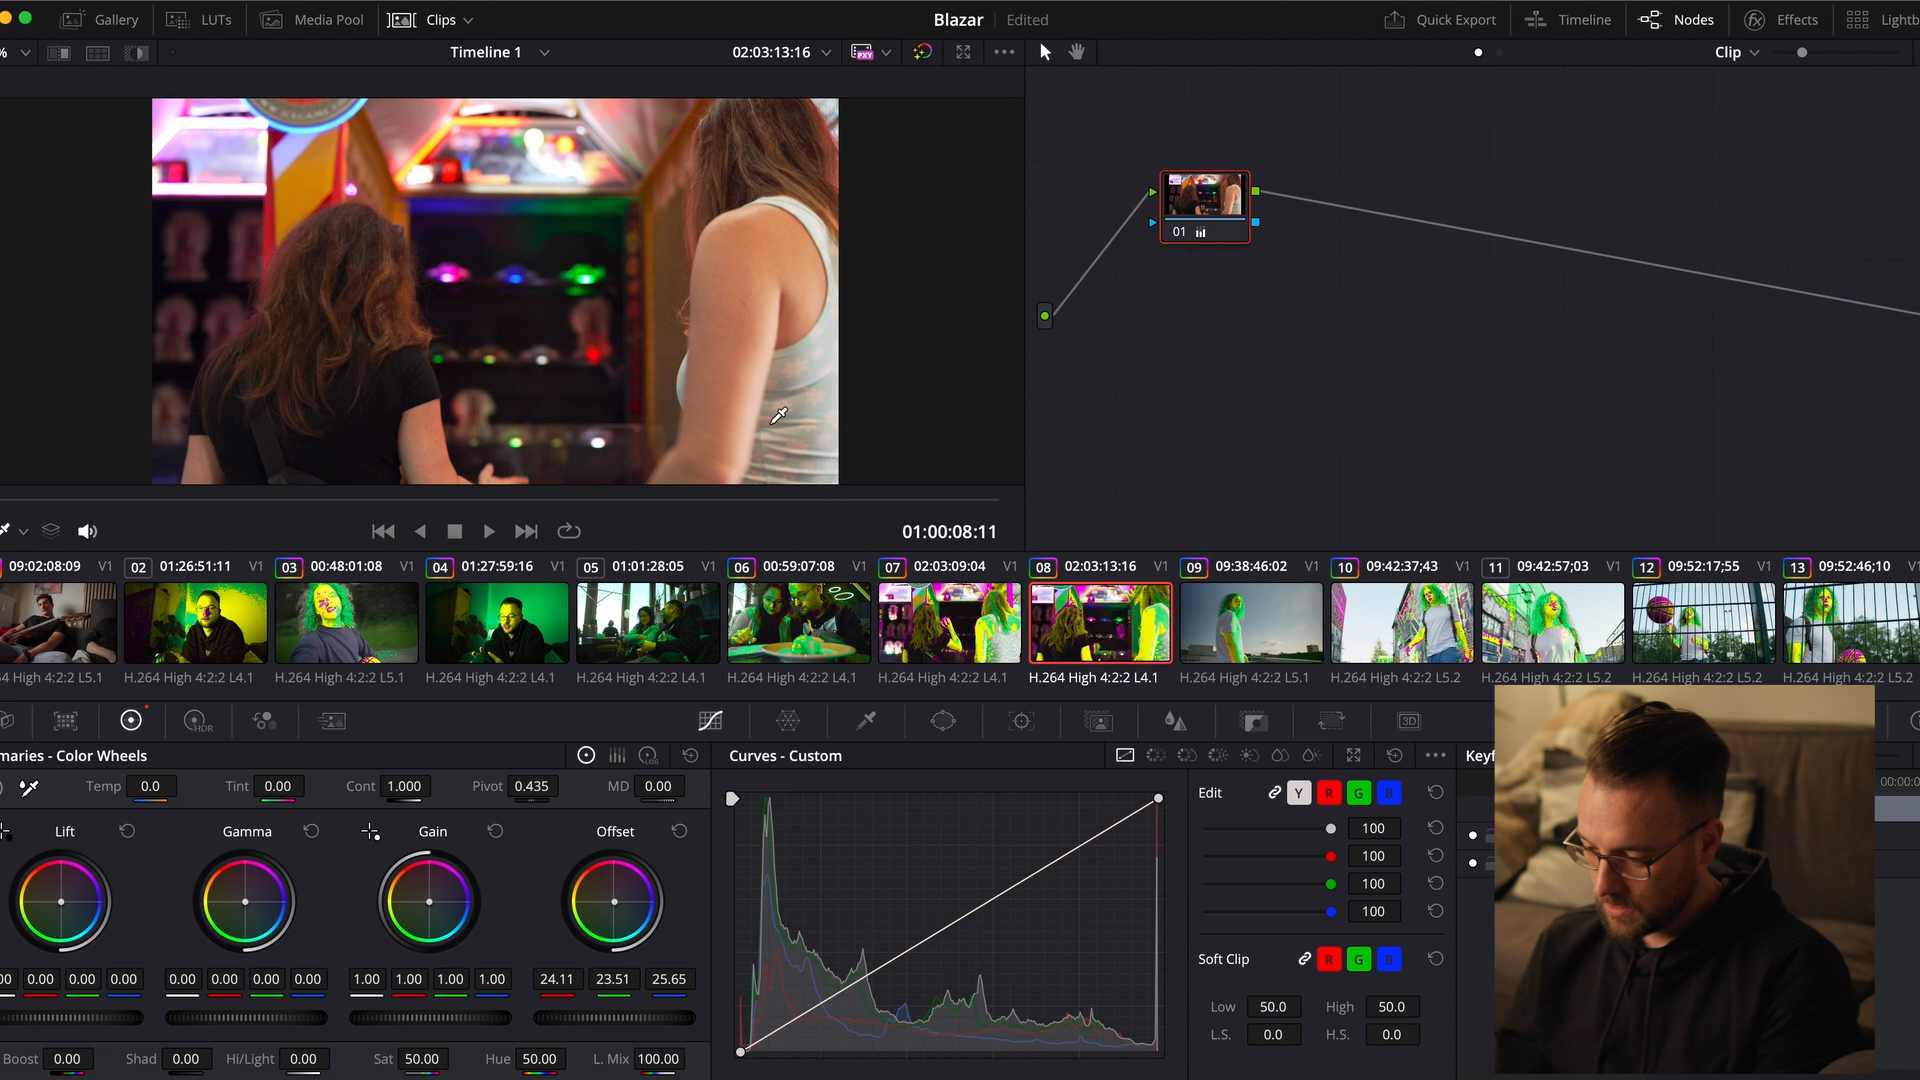 Gallery LUTs Media Pool Clips Blazar Edited Quick Export Timeline Nodes Effects Lightb
% Timeline 1 02:03:13:16 PXY Clip
01
01:00:08:11
09:02:08:09 V1 02 01:26:51:11 V1 03 00:48:01:08 V1 04 01:27:59:16 V1 05 01:01:28:05 V1 06 00:59:07:08 V1 07 02:03:09:04 V1 08 02:03:13:16 V1 09 09:38:46:02 V1 10 09:42:37;43 V1 11 09:42:57;03 V1 12 09:52:17;55 V1 13 09:52:46;10 V1
64 High 4:2:2 L5.1 H.264 High 4:2:2 L4.1 H.264 High 4:2:2 L5.1 H.264 High 4:2:2 L4.1 H.264 High 4:2:2 L4.1 H.264 High 4:2:2 L4.1 H.264 High 4:2:2 L4.1 H.264 High 4:2:2 L4.1 H.264 High 4:2:2 L5.1 H.264 High 4:2:2 L5.2 H.264 High 4:2:2 L5.2 H.264 High 4:2:2 L5.2 H.264 High 4:2:2 L5.2
HDR 3D
maries - Color Wheels LOG Curves - Custom Keyf
Temp 0.0 Tint 0.00 Cont 1.000 Pivot 0.435 MD 0.00 Edit Y R G B 00:00:0
Lift Gamma Gain Offset 100
100
100
100
Soft Clip R G B
00 0.00 0.00 0.00 0.00 0.00 0.00 0.00 1.00 1.00 1.00 1.00 24.11 23.51 25.65
Low 50.0 High 50.0
L.S. 0.0 H.S. 0.0
Boost 0.00 Shad 0.00 Hi/Light 0.00 Sat 50.00 Hue 50.00 L. Mix 100.00